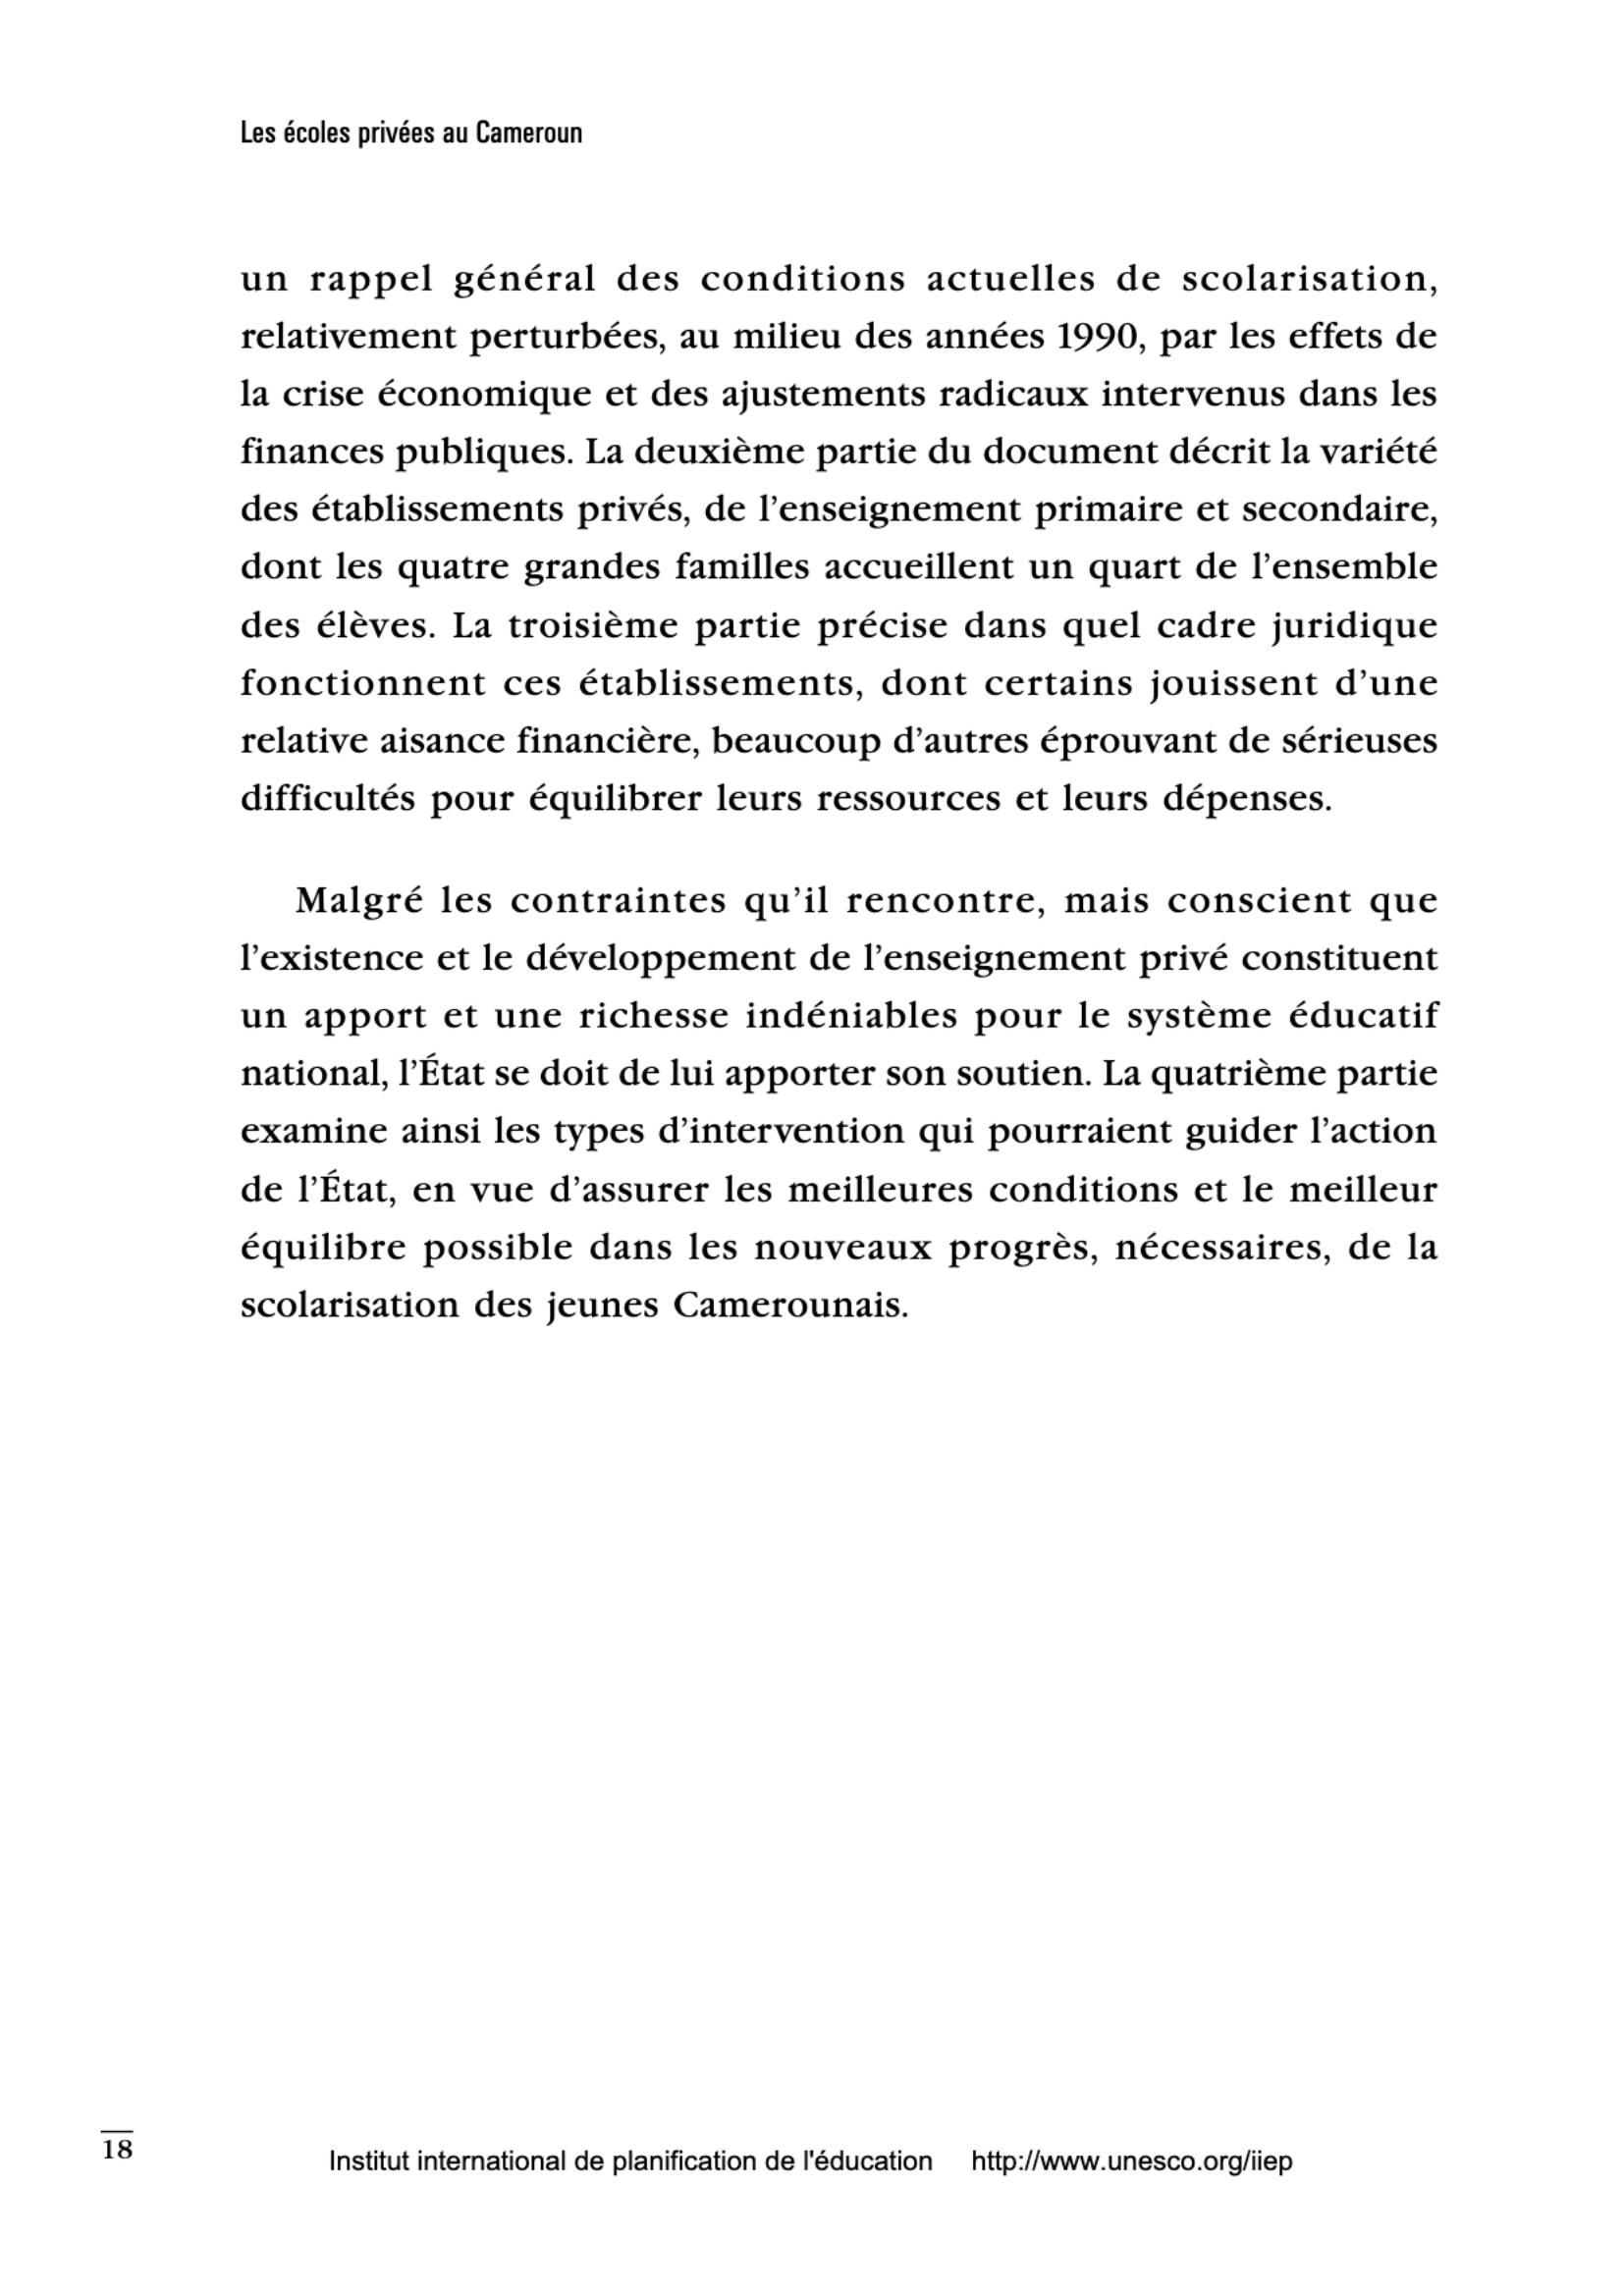 Les écoles privées au Cameroun
un rappel général des conditions actuelles de scolarisation,
relativement perturbées, au milieu des années 1990, par les effets de
la crise économique et des ajustements radicaux intervenus dans les
finances publiques. La deuxième partie du document décrit la variété
des établissements privés, de l’enseignement primaire et secondaire,
dont les quatre grandes familles accueillent un quart de l’ensemble
des élèves. La troisième partie précise dans quel cadre juridique
fonctionnent ces établissements, dont certains jouissent d’une
relative aisance financière, beaucoup d’autres éprouvant de sérieuses
difficultés pour équilibrer leurs ressources et leurs dépenses.
Malgré les contraintes qu’il rencontre, mais conscient que
l’existence et le développement de l’enseignement privé constituent
un apport et une richesse indéniables pour le système éducatif
national, l’État se doit de lui apporter son soutien. La quatrième partie
examine ainsi les types d’intervention qui pourraient guider l’action
de l’État, en vue d’assurer les meilleures conditions et le meilleur
équilibre possible dans les nouveaux progrès, nécessaires, de la
scolarisation des jeunes Camerounais.
18
Institut international de planification de l'éducation http://www.unesco.org/iiep